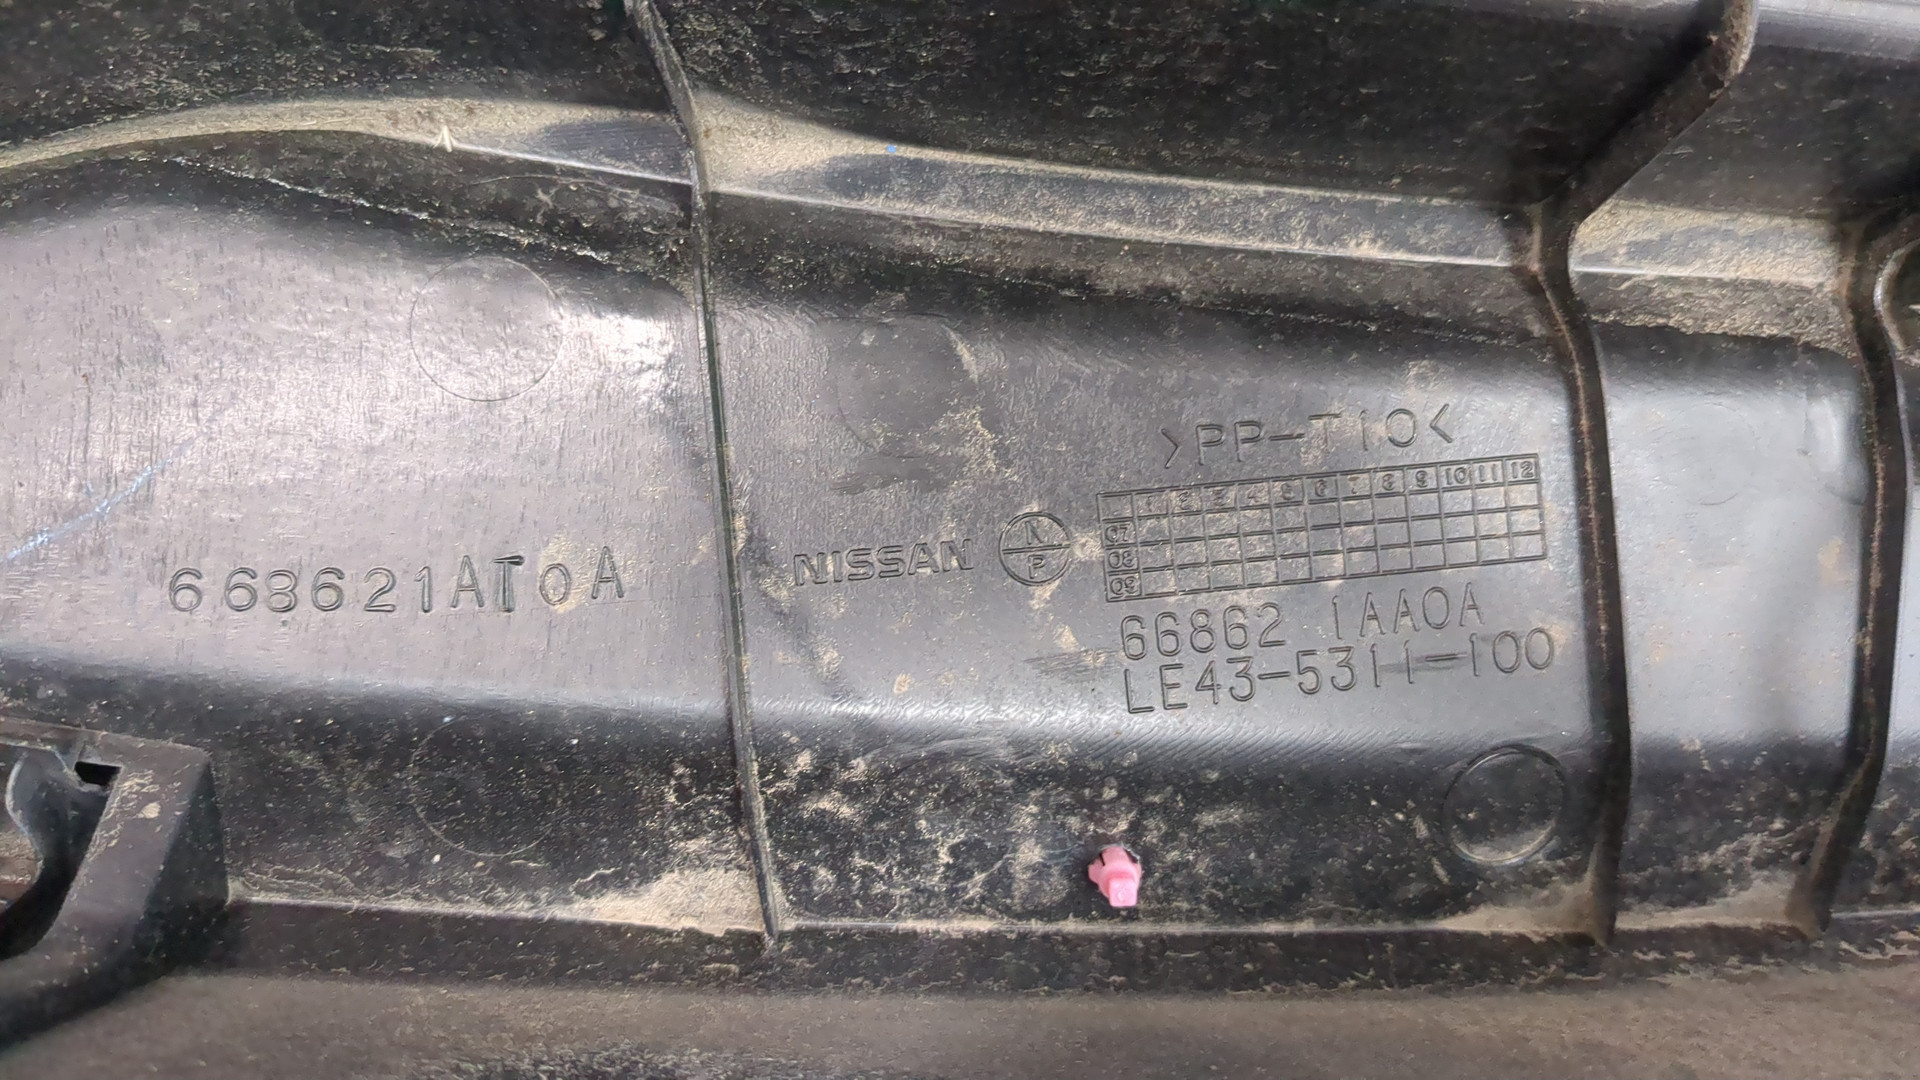 >PP-T10<
1 2 3 4 5 6 7 8 9 10 11 12
07
08
09
NISSAN
K
P
668621AT0A
66862 1AA0A
LE43-5311-100